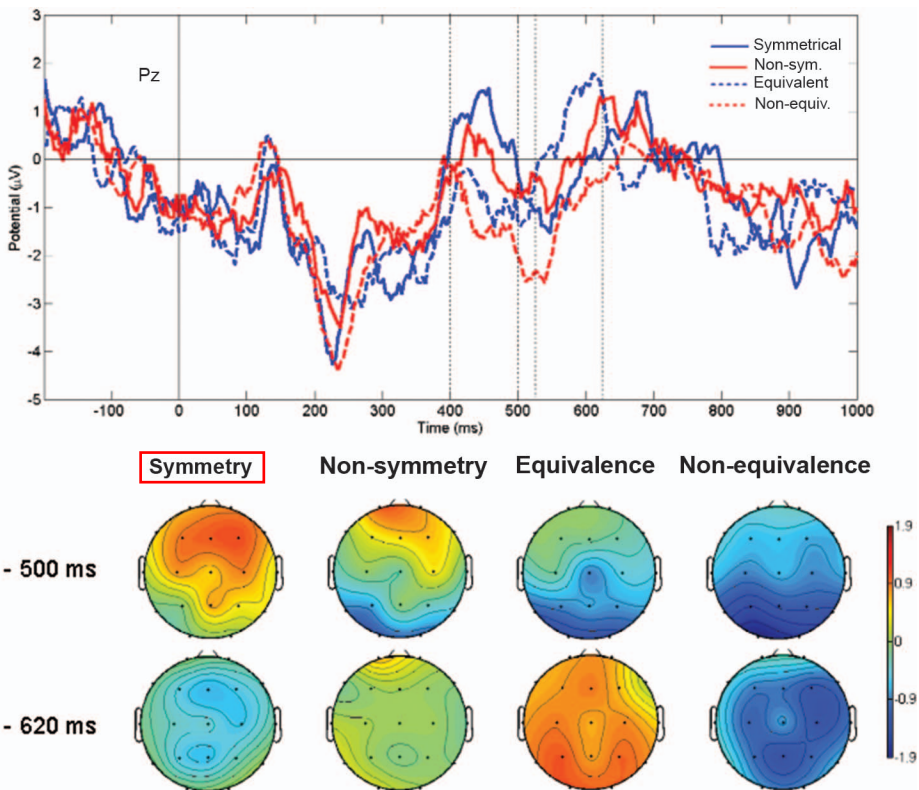 3
2
1
0
-1
-2
-3
-4
-5
Potential (µV)
Pz
Symmetrical
Non-sym.
Equivalent
Non-equiv.
-100 0 100 200 300 400 500 600 700 800 900 1000
Time (ms)
Symmetry Non-symmetry Equivalence Non-equivalence
- 500 ms
- 620 ms
1.9
0.9
0
-0.9
-1.9